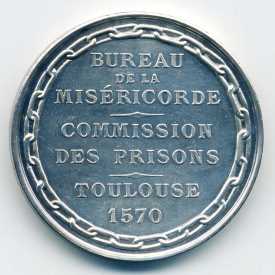 BUREAU
DE LA
MISÉRICORDE
COMMISSION
DES PRISONS
TOULOUSE
1570